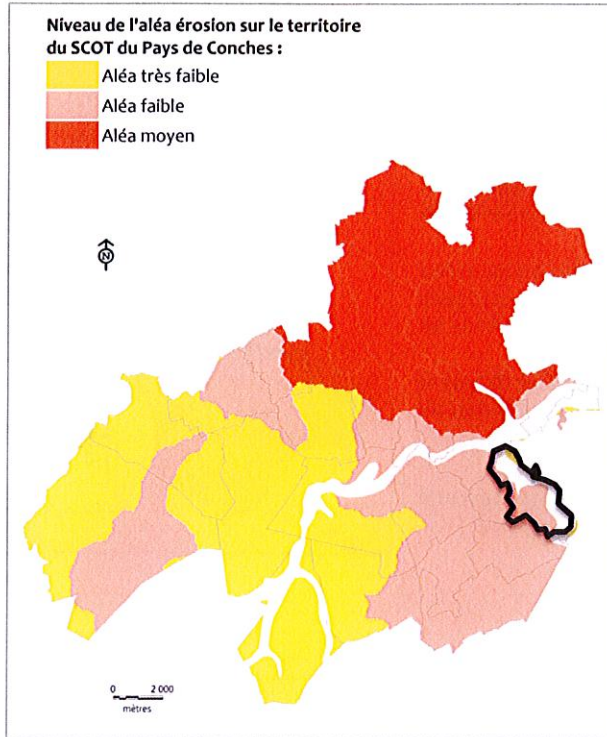 Niveau de l'aléa érosion sur le territoire
du SCOT du Pays de Conches :
Aléa très faible
Aléa faible
Aléa moyen
N
0 2 000
mètres